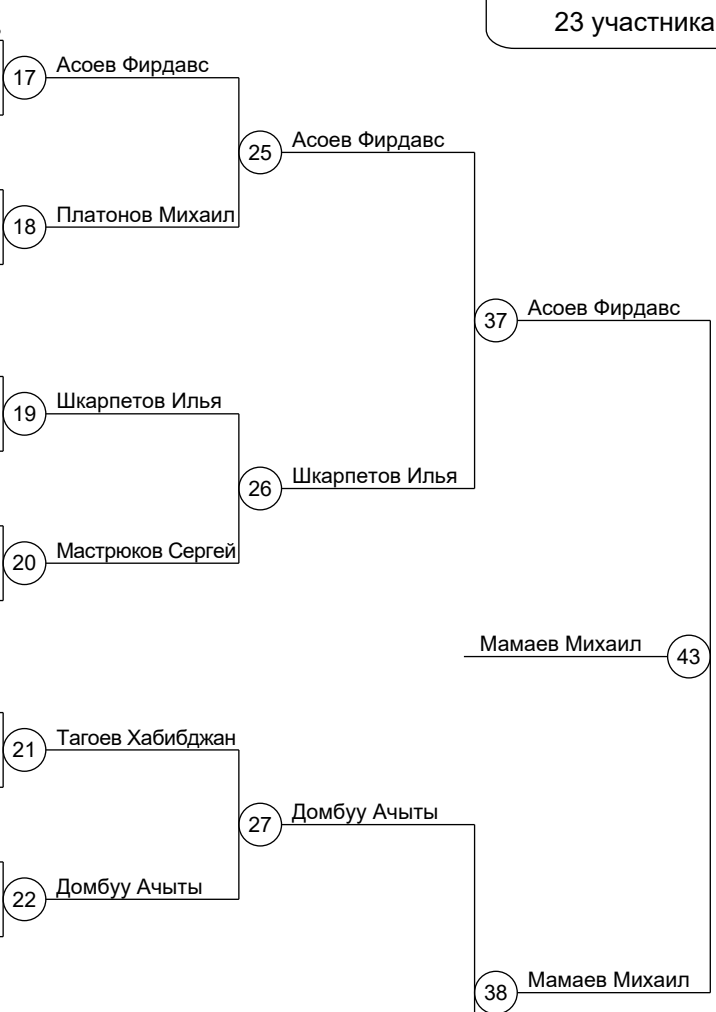 23 участника
17 Асоев Фирдавс
25 Асоев Фирдавс
18 Платонов Михаил
37 Асоев Фирдавс
19 Шкарпетов Илья
26 Шкарпетов Илья
20 Мастрюков Сергей
Мамаев Михаил 43
21 Тагоев Хабибджан
27 Домбуу Ачыты
22 Домбуу Ачыты
38 Мамаев Михаил